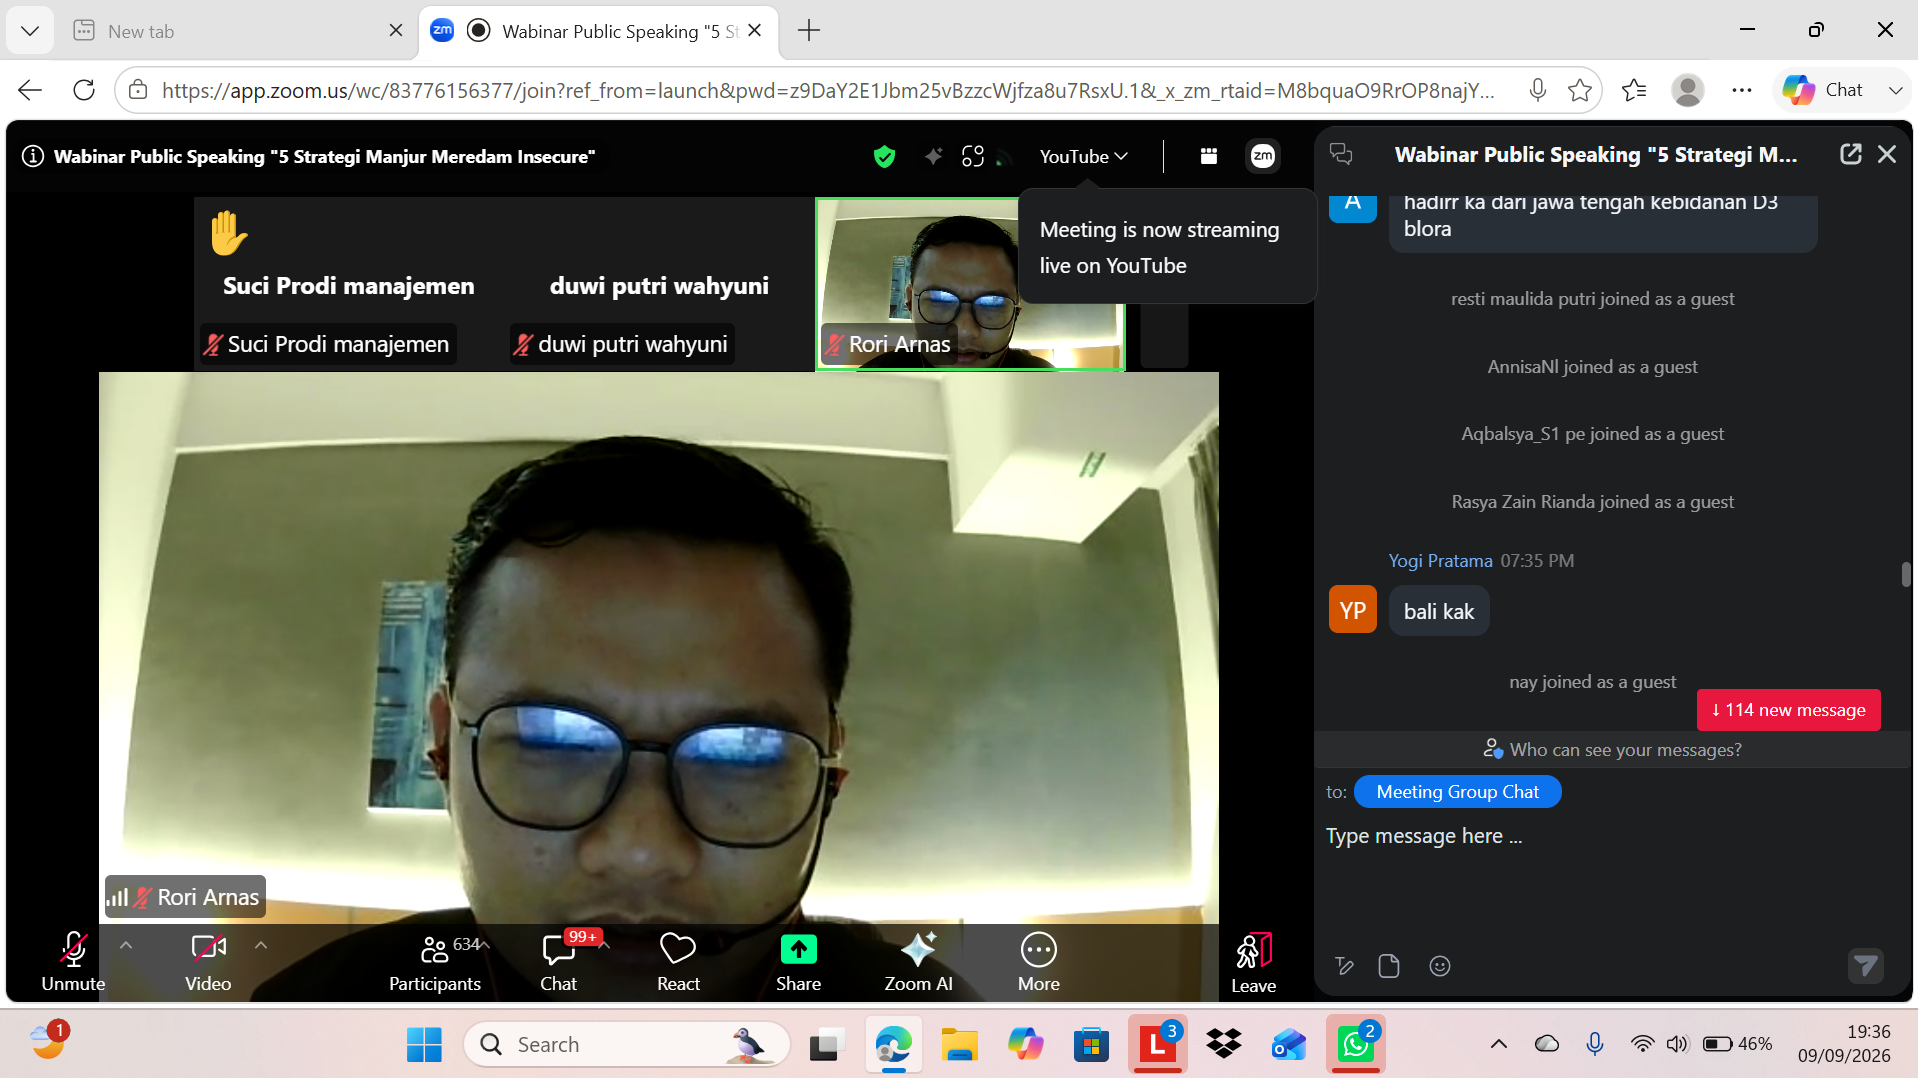 New tab
zm
Wabinar Public Speaking "5 St
https://app.zoom.us/wc/83776156377/join?ref_from=launch&pwd=z9DaY2E1Jbm25vBzzcWjfza8u7RsxU.1&_x_zm_rtaid=M8bquaO9RrOP8najY...
Chat
Wabinar Public Speaking "5 Strategi Manjur Meredam Insecure"
YouTube
zm
Meeting is now streaming
live on YouTube
Suci Prodi manajemen
duwi putri wahyuni
Suci Prodi manajemen
duwi putri wahyuni
Rori Arnas
Rori Arnas
Unmute
Video
634
Participants
99+
Chat
React
Share
Zoom AI
More
Leave
Wabinar Public Speaking "5 Strategi M...
A
hadirr ka dari jawa tengah kebidanan D3
blora
resti maulida putri joined as a guest
AnnisaNl joined as a guest
Aqbalsya_S1 pe joined as a guest
Rasya Zain Rianda joined as a guest
Yogi Pratama 07:35 PM
YP
bali kak
nay joined as a guest
↓ 114 new message
Who can see your messages?
to: Meeting Group Chat
Type message here ...
1
Search
L
3
2
46%
19:36
09/09/2026